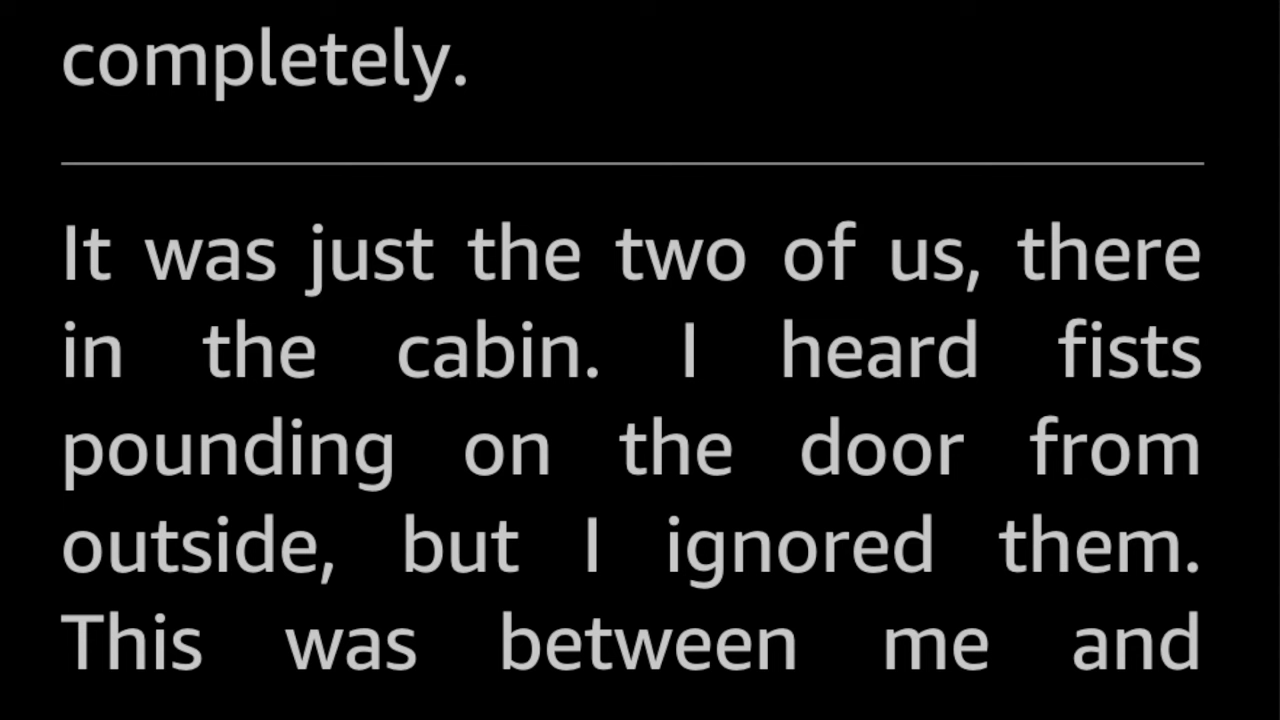 completely.
It was just the two of us, there
in the cabin. I heard fists
pounding on the door from
outside, but I ignored them.
This was between me and